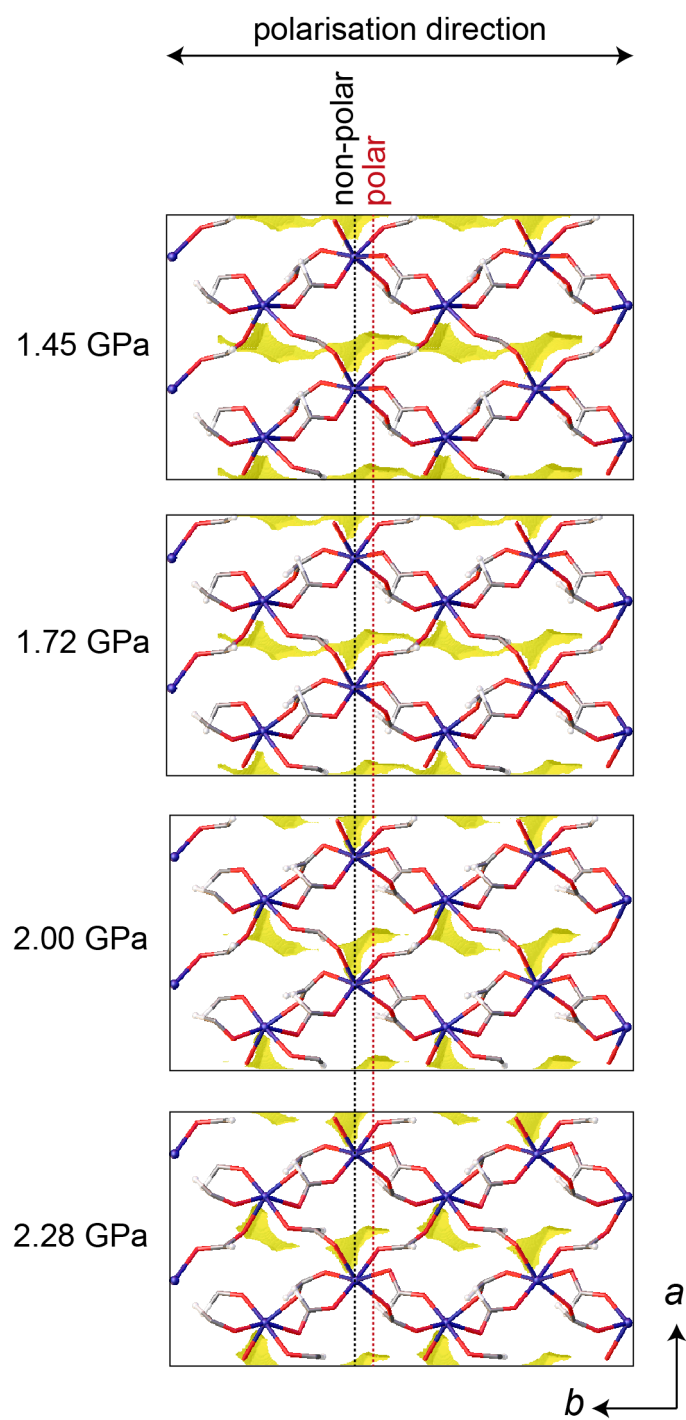 polarisation direction
non-polar
polar
1.45 GPa
1.72 GPa
2.00 GPa
2.28 GPa
a
b